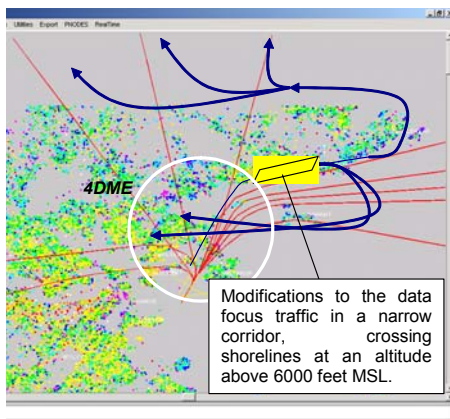 Utilities Export PHODES RealTime
4DME
Modifications to the data
focus traffic in a narrow
corridor, crossing
shorelines at an altitude
above 6000 feet MSL.